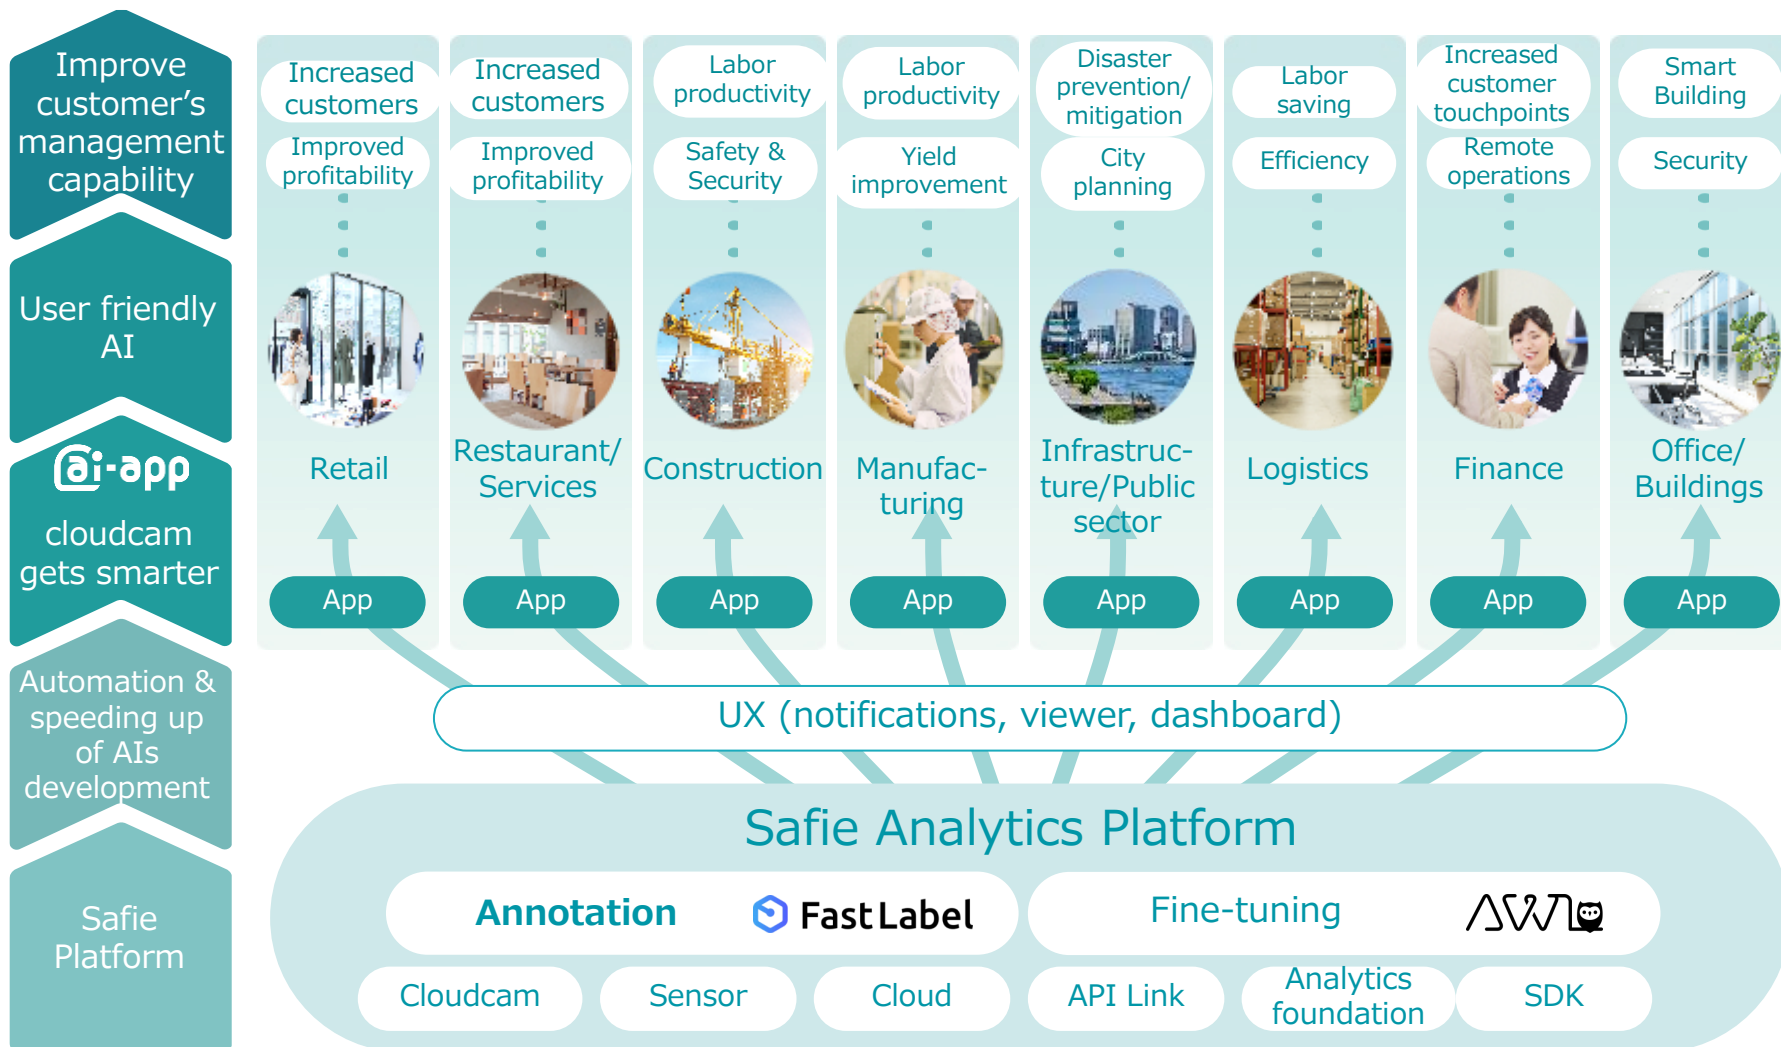 Improve
customer’s
management
capability
User friendly
AI
ai-app
cloudcam
gets smarter
Automation &
speeding up
of AIs
development
Safie
Platform
Increased
customers
Improved
profitability
Retail
App
Increased
customers
Improved
profitability
Restaurant/
Services
App
Labor
productivity
Safety &
Security
Construction
App
Labor
productivity
Yield
improvement
Manufac-
turing
App
Disaster
prevention/
mitigation
City
planning
Infrastruc-
ture/Public
sector
App
Labor
saving
Efficiency
Logistics
App
Increased
customer
touchpoints
Remote
operations
Finance
App
Smart
Building
Security
Office/
Buildings
App
UX (notifications, viewer, dashboard)
Safie Analytics Platform
Annotation
FastLabel
Fine-tuning
AWL
Cloudcam
Sensor
Cloud
API Link
Analytics
foundation
SDK